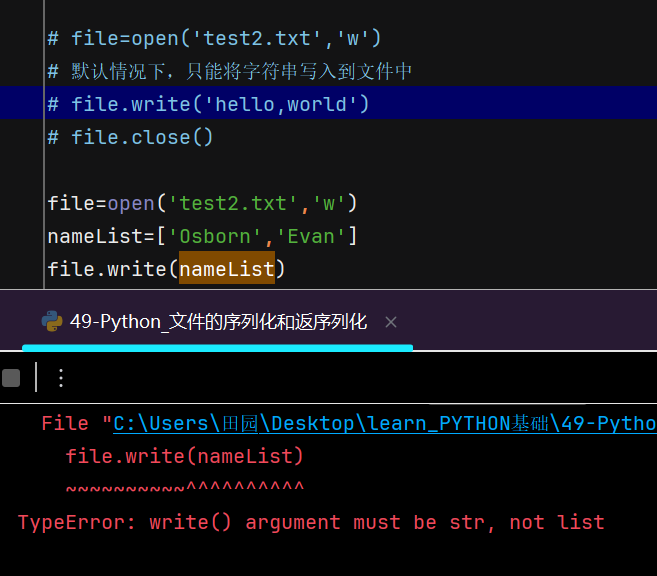 # file=open('test2.txt','w')
# 默认情况下，只能将字符串写入到文件中
# file.write('hello,world')
# file.close()
file=open('test2.txt','w')
nameList=['Osborn','Evan']
file.write(nameList)
49-Python_文件的序列化和返序列化
File "C:\Users\田园\Desktop\learn_PYTHON基础\49-Pytho
file.write(nameList)
~~~~~~~~~~^^^^^^^^^^
TypeError: write() argument must be str, not list